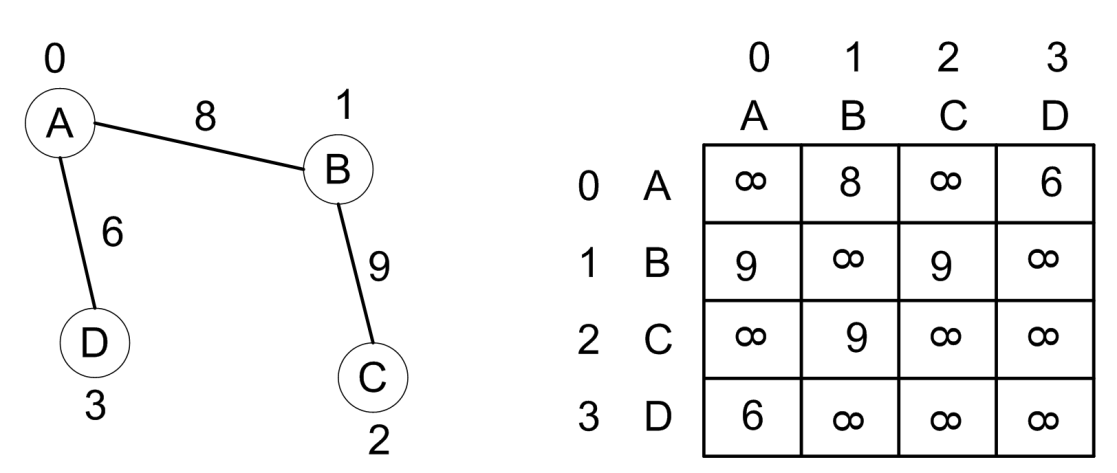 0
A
8
1
B
6
9
D
3
C
2
0 1 2 3
A B C D
0 A ∞ 8 ∞ 6
1 B 9 ∞ 9 ∞
2 C ∞ 9 ∞ ∞
3 D 6 ∞ ∞ ∞